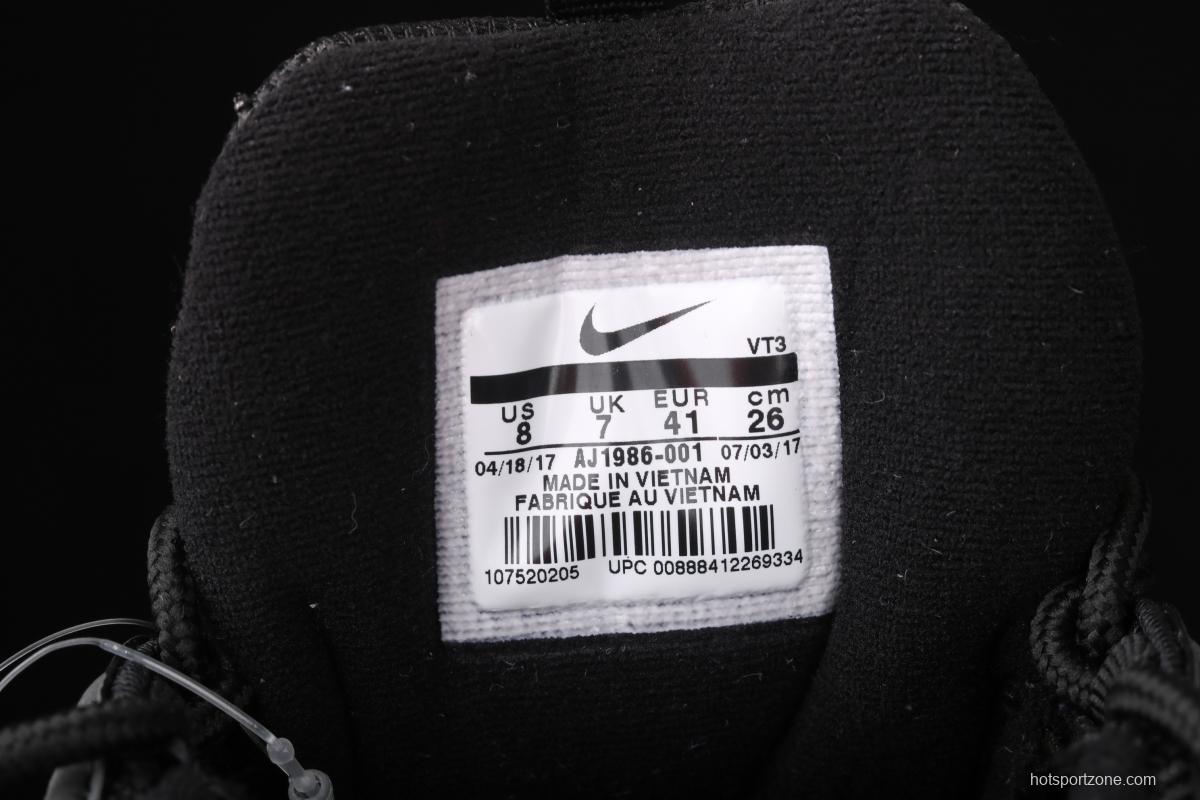 VT3
US UK EUR cm
8 7 41 26
04/18/17 AJ1986-001 07/03/17
MADE IN VIETNAM
FABRIQUE AU VIETNAM
107520205 UPC 00888412269334
hotsportzone.com